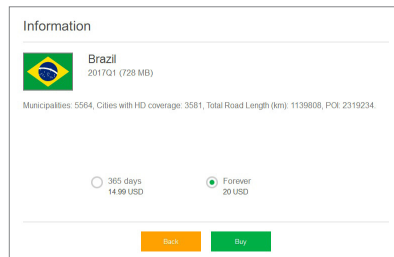 Information
Brazil
2017Q1 (728 MB)
Municipalities: 5564, Cities with HD coverage: 3581, Total Road Length (km): 1139808, POI: 2319234.
365 days
14.99 USD
Forever
20 USD
Back
Buy